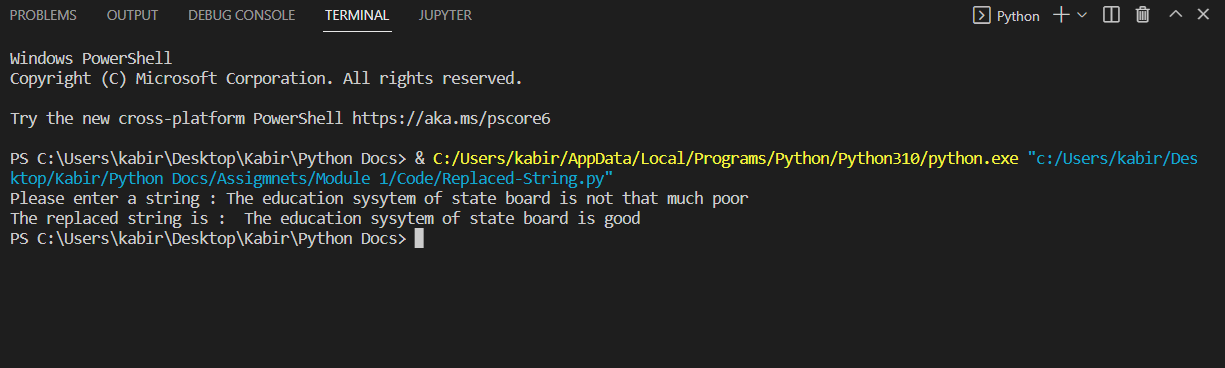 PROBLEMS OUTPUT DEBUG CONSOLE TERMINAL JUPYTER Python
Windows PowerShell
Copyright (C) Microsoft Corporation. All rights reserved.
Try the new cross-platform PowerShell https://aka.ms/pscore6
PS C:\Users\kabir\Desktop\Kabir\Python Docs> & C:/Users/kabir/AppData/Local/Programs/Python/Python310/python.exe "c:/Users/kabir/Des
ktop/Kabir/Python Docs/Assigmnets/Module 1/Code/Replaced-String.py"
Please enter a string : The education sysytem of state board is not that much poor
The replaced string is :  The education sysytem of state board is good
PS C:\Users\kabir\Desktop\Kabir\Python Docs>